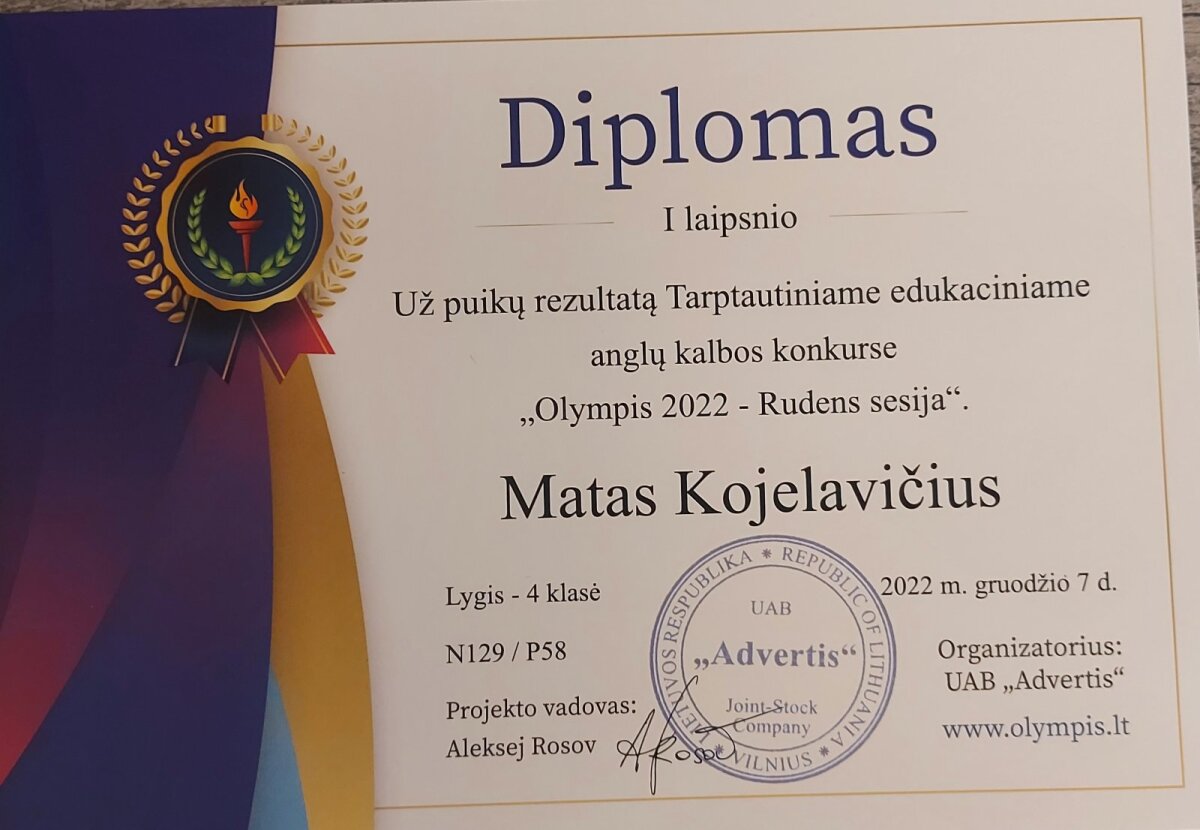 Diplomas
I laipsnio
Už puikų rezultatą Tarptautiniame edukaciniame
anglų kalbos konkurse
„Olympis 2022 - Rudens sesija“.
Matas Kojelavičius
Lygis - 4 klasė
N129 / P58
Projekto vadovas:
Aleksej Rosov
ARosov
LIETUVOS RESPUBLIKA * REPUBLIC OF LITHUANIA * VILNIUS *
UAB
„Advertis“
Joint-Stock
Company
2022 m. gruodžio 7 d.
Organizatorius:
UAB „Advertis“
www.olympis.lt